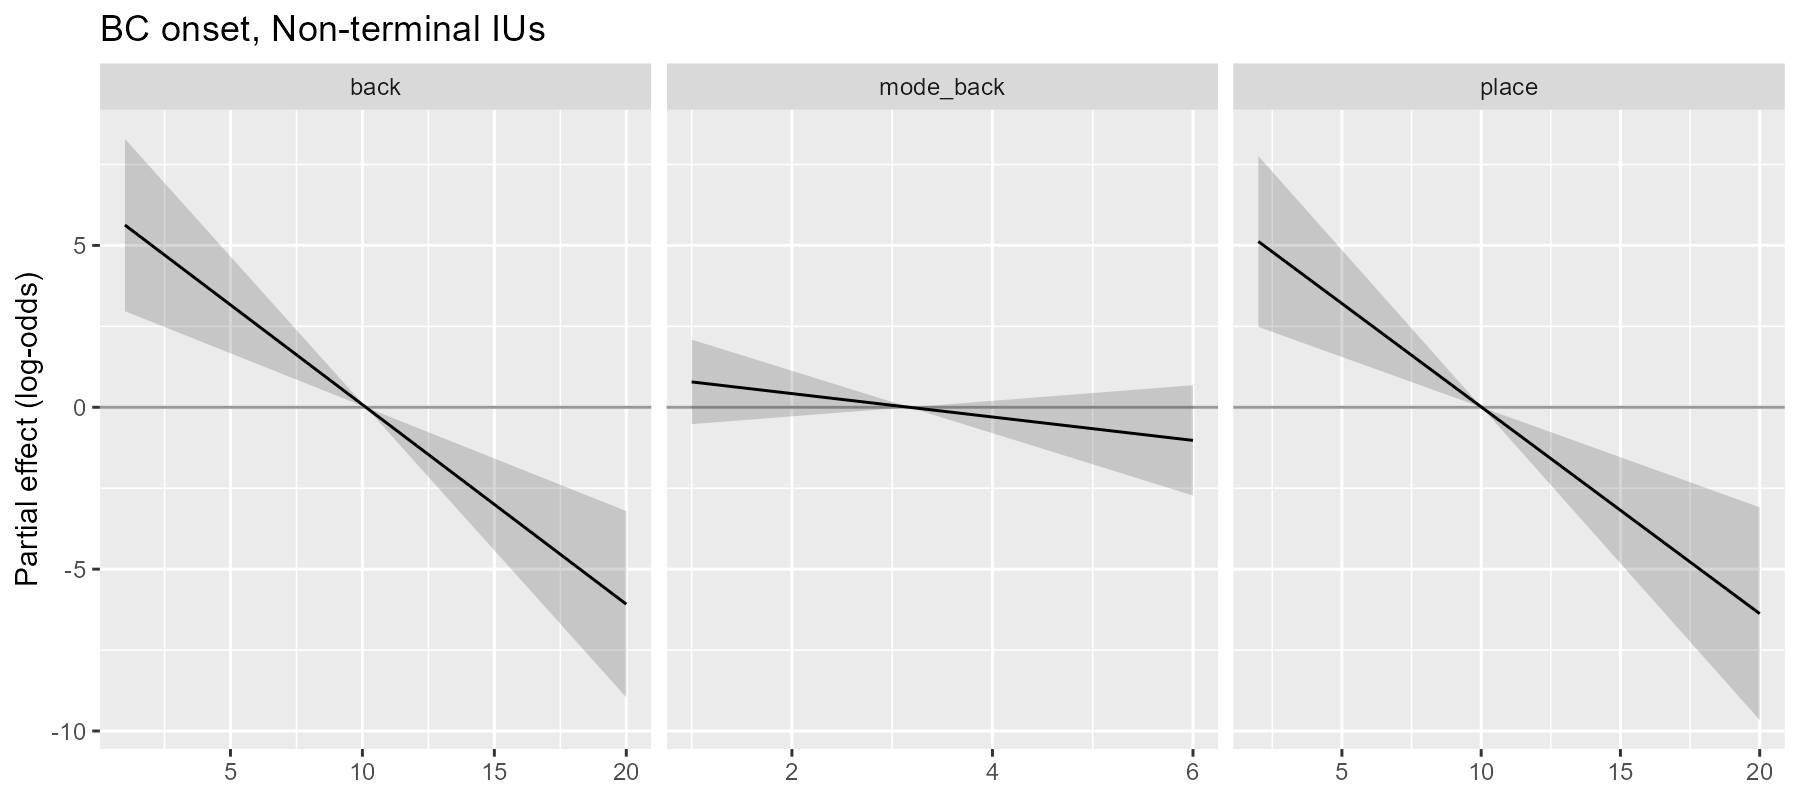 BC onset, Non-terminal IUs
back mode_back place
Partial effect (log-odds)
5
0
-5
-10
5 10 15 20 2 4 6 5 10 15 20